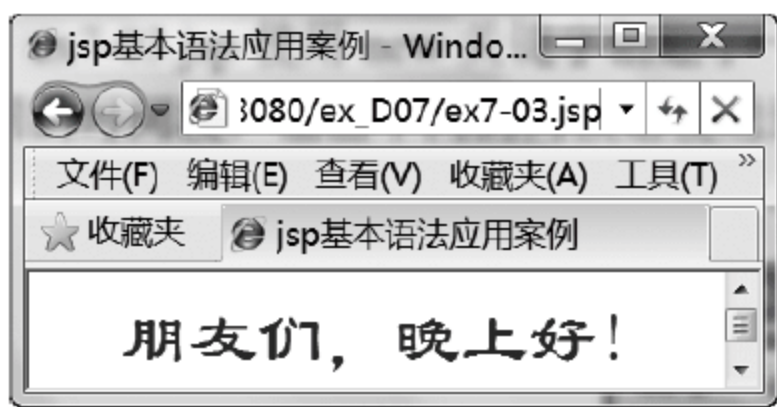 jsp基本语法应用案例 - Windo...
:8080/ex_D07/ex7-03.jsp
文件(F) 编辑(E) 查看(V) 收藏夹(A) 工具(T) »
收藏夹 jsp基本语法应用案例
朋友们，晚上好！